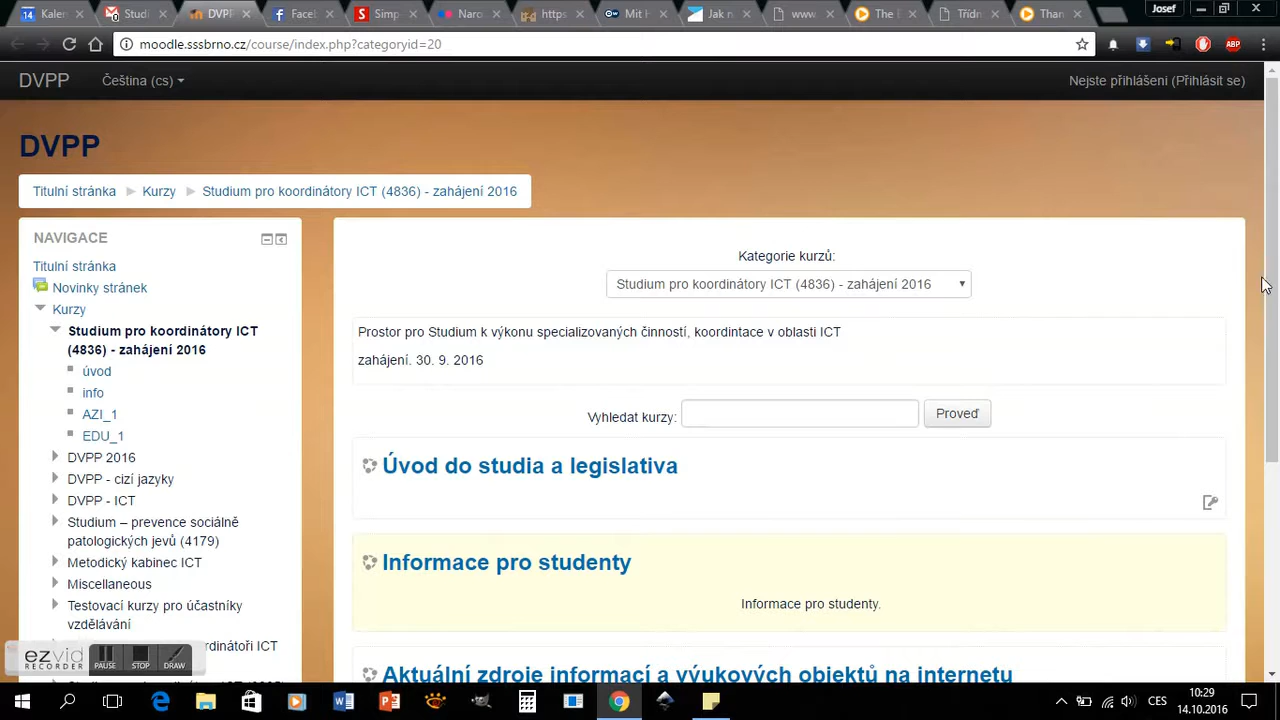 Kalen
Studi
DVPP
Faceb
Simp
Naro
https
Mit H
Jak m
www
The P
Třídn
Than
Josef
moodle.sssbrno.cz/course/index.php?categoryid=20
ABP
DVPP
Čeština (cs)
Nejste přihlášeni (Přihlásit se)
DVPP
Titulní stránka
Kurzy
Studium pro koordinátory ICT (4836) - zahájení 2016
NAVIGACE
Titulní stránka
Novinky stránek
Kurzy
Studium pro koordinátory ICT
(4836) - zahájení 2016
úvod
info
AZI_1
EDU_1
DVPP 2016
DVPP - cizí jazyky
DVPP - ICT
Studium – prevence sociálně
patologických jevů (4179)
Metodický kabinet ICT
Miscellaneous
Testovací kurzy pro účastníky
vzdělávání
rdinátoři ICT
Kategorie kurzů:
Studium pro koordinátory ICT (4836) - zahájení 2016
Prostor pro Studium k výkonu specializovaných činností, koordintace v oblasti ICT
zahájení. 30. 9. 2016
Vyhledat kurzy:
Proveď
Úvod do studia a legislativa
Informace pro studenty
Informace pro studenty.
Aktuální zdroje informací a výukových objektů na internetu
ezvid
RECORDER
PAUSE
STOP
DRAW
CES
10:29
14.10.2016